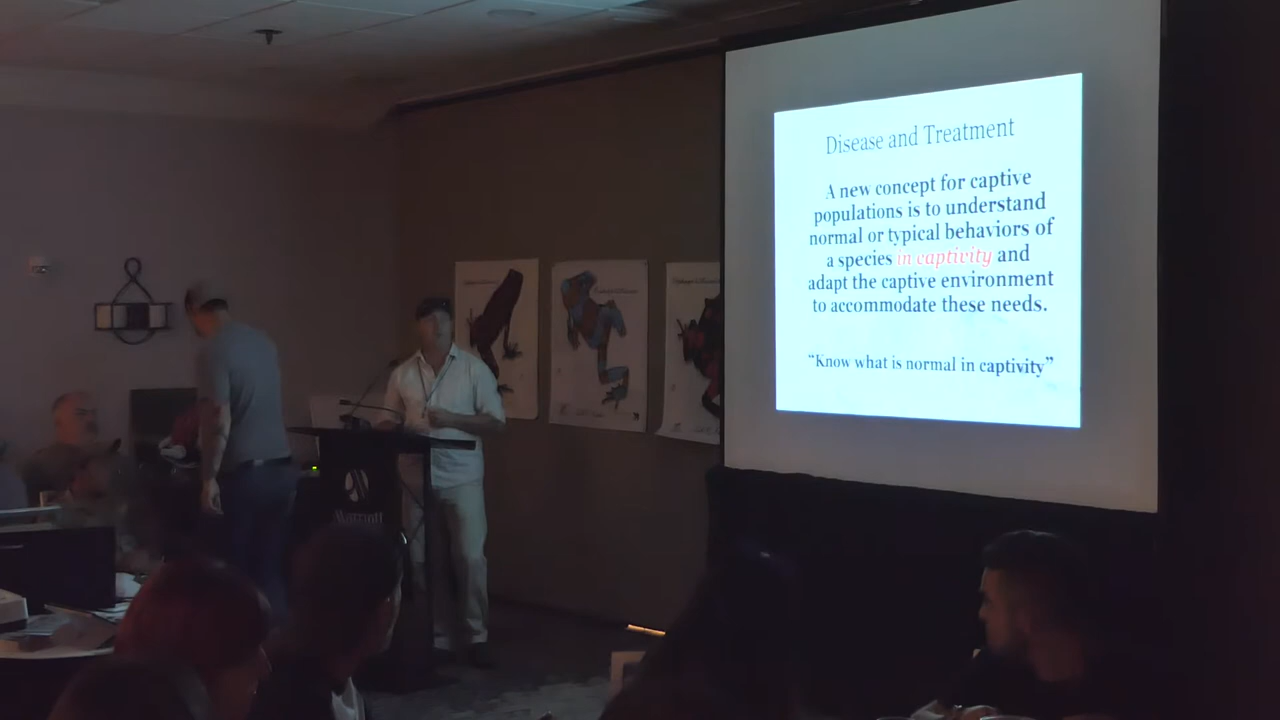 Disease and Treatment
A new concept for captive
populations is to understand
normal or typical behaviors of
a species in captivity and
adapt the captive environment
to accommodate these needs.
“Know what is normal in captivity”
Marriott